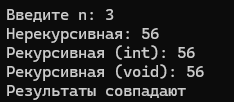 Введите n: 3
Нерекурсивная: 56
Рекурсивная (int): 56
Рекурсивная (void): 56
Результаты совпадают